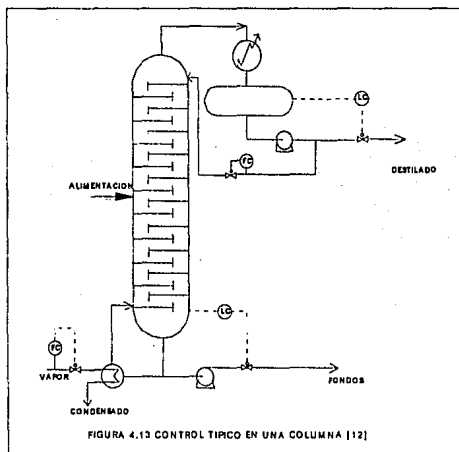 LC
FC
DESTILADO
ALIMENTACION
LC
FC
VAPOR
FONDOS
CONDENSADO
FIGURA 4.13 CONTROL TIPICO EN UNA COLUMNA [12]